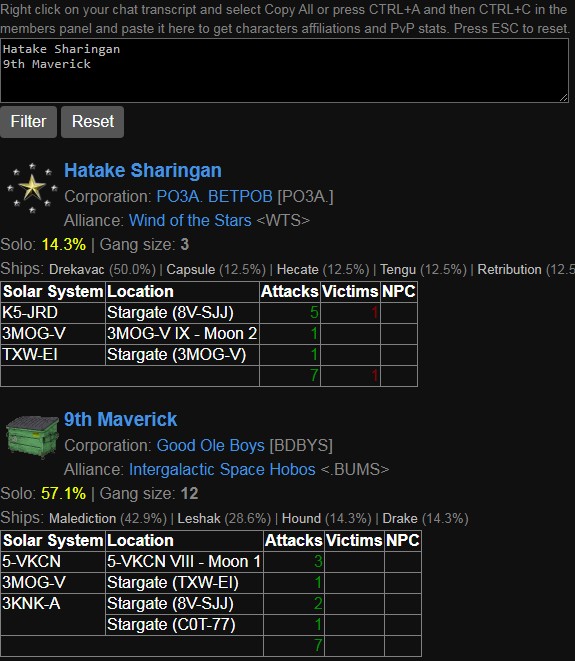 Right click on your chat transcript and select Copy All or press CTRL+A and then CTRL+C in the
members panel and paste it here to get characters affiliations and PvP stats. Press ESC to reset.
Hatake Sharingan
9th Maverick
Filter Reset
Hatake Sharingan
Corporation: PO3A. BETPOB [PO3A.]
Alliance: Wind of the Stars <WTS>
Solo: 14.3% | Gang size: 3
Ships: Drekavac (50.0%) | Capsule (12.5%) | Hecate (12.5%) | Tengu (12.5%) | Retribution (12.5
Solar System Location Attacks Victims NPC
K5-JRD Stargate (8V-SJJ) 5 1
3MOG-V 3MOG-V IX - Moon 2 1
TXW-EI Stargate (3MOG-V) 1
7 1
9th Maverick
Corporation: Good Ole Boys [BDBYS]
Alliance: Intergalactic Space Hobos <.BUMS>
Solo: 57.1% | Gang size: 12
Ships: Malediction (42.9%) | Leshak (28.6%) | Hound (14.3%) | Drake (14.3%)
Solar System Location Attacks Victims NPC
5-VKCN 5-VKCN VIII - Moon 1 3
3MOG-V Stargate (TXW-EI) 1
3KNK-A Stargate (8V-SJJ) 2
Stargate (C0T-77) 1
7